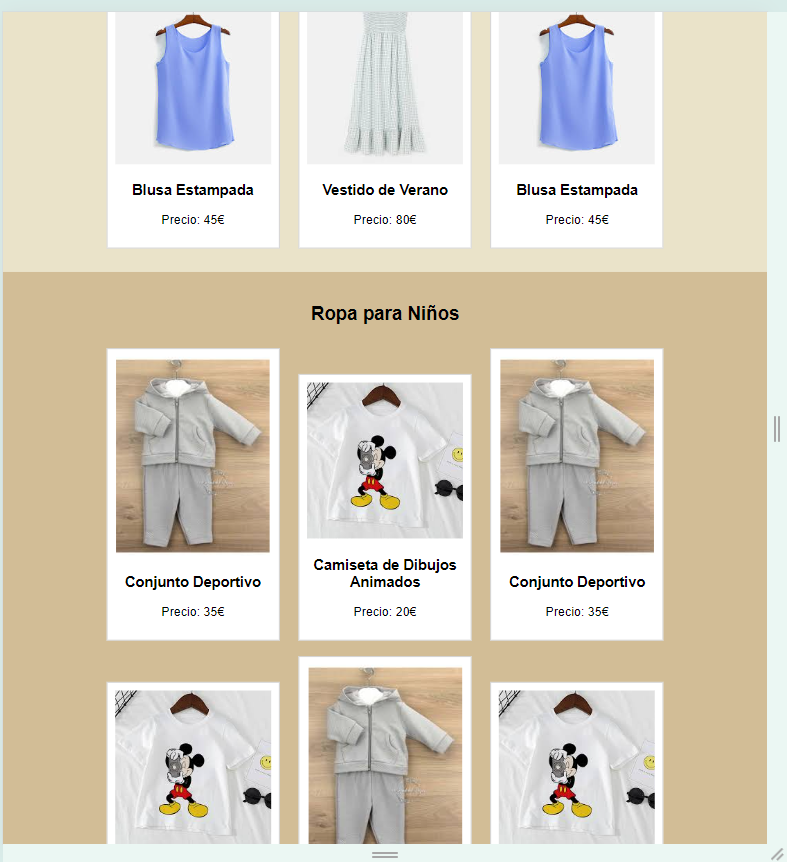 Blusa Estampada
Precio: 45€
Vestido de Verano
Precio: 80€
Blusa Estampada
Precio: 45€
Ropa para Niños
Conjunto Deportivo
Precio: 35€
Camiseta de Dibujos
Animados
Precio: 20€
Conjunto Deportivo
Precio: 35€